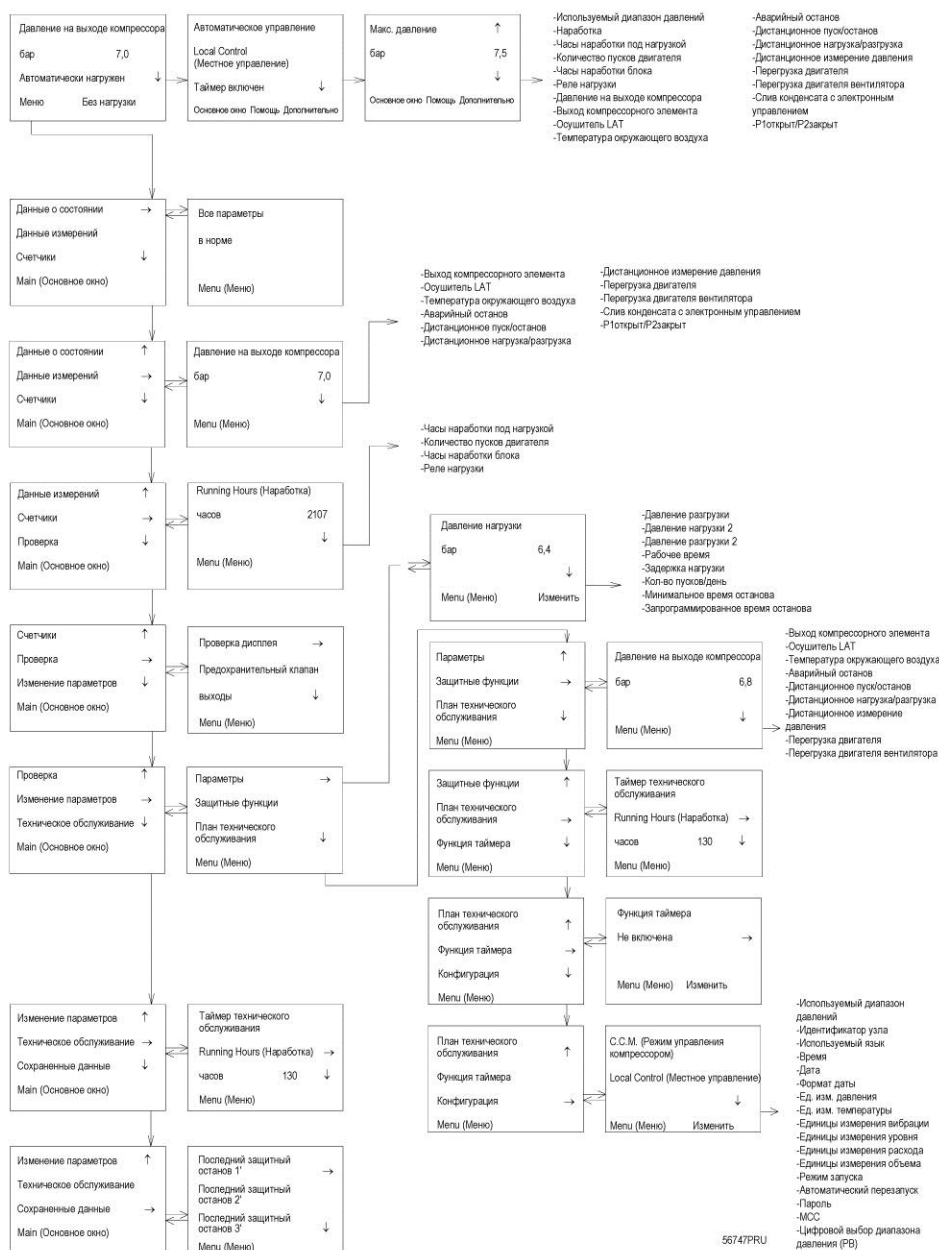 Давление на выходе компрессора
бар 7,0
Автоматически нагружен ↓
Меню Без нагрузки
Автоматическое управление
Local Control
(Местное управление)
Таймер включен ↓
Основное окно Помощь Дополнительно
Макс. давление ↑
бар 7,5
↓
Основное окно Помощь Дополнительно
-Используемый диапазон давлений
-Наработка
-Часы наработки под нагрузкой
-Количество пусков двигателя
-Часы наработки блока
-Реле нагрузки
-Давление на выходе компрессора
-Выход компрессорного элемента
-Осушитель LAT
-Температура окружающего воздуха
-Аварийный останов
-Дистанционное пуск/останов
-Дистанционное нагрузка/разгрузка
-Дистанционное измерение давления
-Перегрузка двигателя
-Перегрузка двигателя вентилятора
-Слив конденсата с электронным
управлением
-P1открыт/P2закрыт
Данные о состоянии →
Данные измерений
Счетчики ↓
Main (Основное окно)
Все параметры
в норме
Menu (Меню)
Данные о состоянии ↑
Данные измерений →
Счетчики ↓
Main (Основное окно)
Давление на выходе компрессора
бар 7,0
↓
Menu (Меню)
-Выход компрессорного элемента
-Осушитель LAT
-Температура окружающего воздуха
-Аварийный останов
-Дистанционное пуск/останов
-Дистанционное нагрузка/разгрузка
-Дистанционное измерение давления
-Перегрузка двигателя
-Перегрузка двигателя вентилятора
-Слив конденсата с электронным управлением
-P1открыт/P2закрыт
Данные измерений ↑
Счетчики →
Проверка ↓
Main (Основное окно)
Running Hours (Наработка)
часов 2107
↓
Menu (Меню)
-Часы наработки под нагрузкой
-Количество пусков двигателя
-Часы наработки блока
-Реле нагрузки
Счетчики ↑
Проверка →
Изменение параметров ↓
Main (Основное окно)
Проверка дисплея →
Предохранительный клапан
выходы ↓
Menu (Меню)
Проверка ↑
Изменение параметров →
Техническое обслуживание ↓
Main (Основное окно)
Параметры →
Защитные функции
План технического
обслуживания ↓
Menu (Меню)
Давление нагрузки
бар 6,4
↓
Menu (Меню) Изменить
-Давление разгрузки
-Давление нагрузки 2
-Давление разгрузки 2
-Рабочее время
-Задержка нагрузки
-Кол-во пусков/день
-Минимальное время останова
-Запрограммированное время останова
Параметры ↑
Защитные функции →
План технического
обслуживания ↓
Menu (Меню)
Давление на выходе компрессора
бар 6,8
↓
Menu (Меню)
-Выход компрессорного элемента
-Осушитель LAT
-Температура окружающего воздуха
-Аварийный останов
-Дистанционное пуск/останов
-Дистанционное нагрузка/разгрузка
-Дистанционное измерение
давления
-Перегрузка двигателя
-Перегрузка двигателя вентилятора
Защитные функции ↑
План технического
обслуживания →
Функция таймера ↓
Menu (Меню)
Таймер технического
обслуживания
Running Hours (Наработка) →
часов 130 ↓
Menu (Меню)
План технического
обслуживания ↑
Функция таймера →
Конфигурация ↓
Menu (Меню)
Функция таймера
Не включена →
Menu (Меню) Изменить
План технического
обслуживания ↑
Функция таймера
Конфигурация →
Menu (Меню)
C.C.M. (Режим управления
компрессором)
Local Control (Местное управление)
↓
Menu (Меню) Изменить
-Используемый диапазон
давлений
-Идентификатор узла
-Используемый язык
-Время
-Дата
-Формат даты
-Ед. изм. давления
-Ед. изм. температуры
-Единицы измерения вибрации
-Единицы измерения уровня
-Единицы измерения расхода
-Единицы измерения объема
-Режим запуска
-Автоматический перезапуск
-Пароль
-МСС
-Цифровой выбор диапазона
давления (PB)
Изменение параметров ↑
Техническое обслуживание →
Сохраненные данные ↓
Main (Основное окно)
Таймер технического
обслуживания
Running Hours (Наработка) →
часов 130 ↓
Menu (Меню)
Изменение параметров ↑
Техническое обслуживание
Сохраненные данные →
Main (Основное окно)
Последний защитный
останов 1' →
Последний защитный
останов 2'
Последний защитный
останов 3' ↓
Menu (Меню)
56747PRU